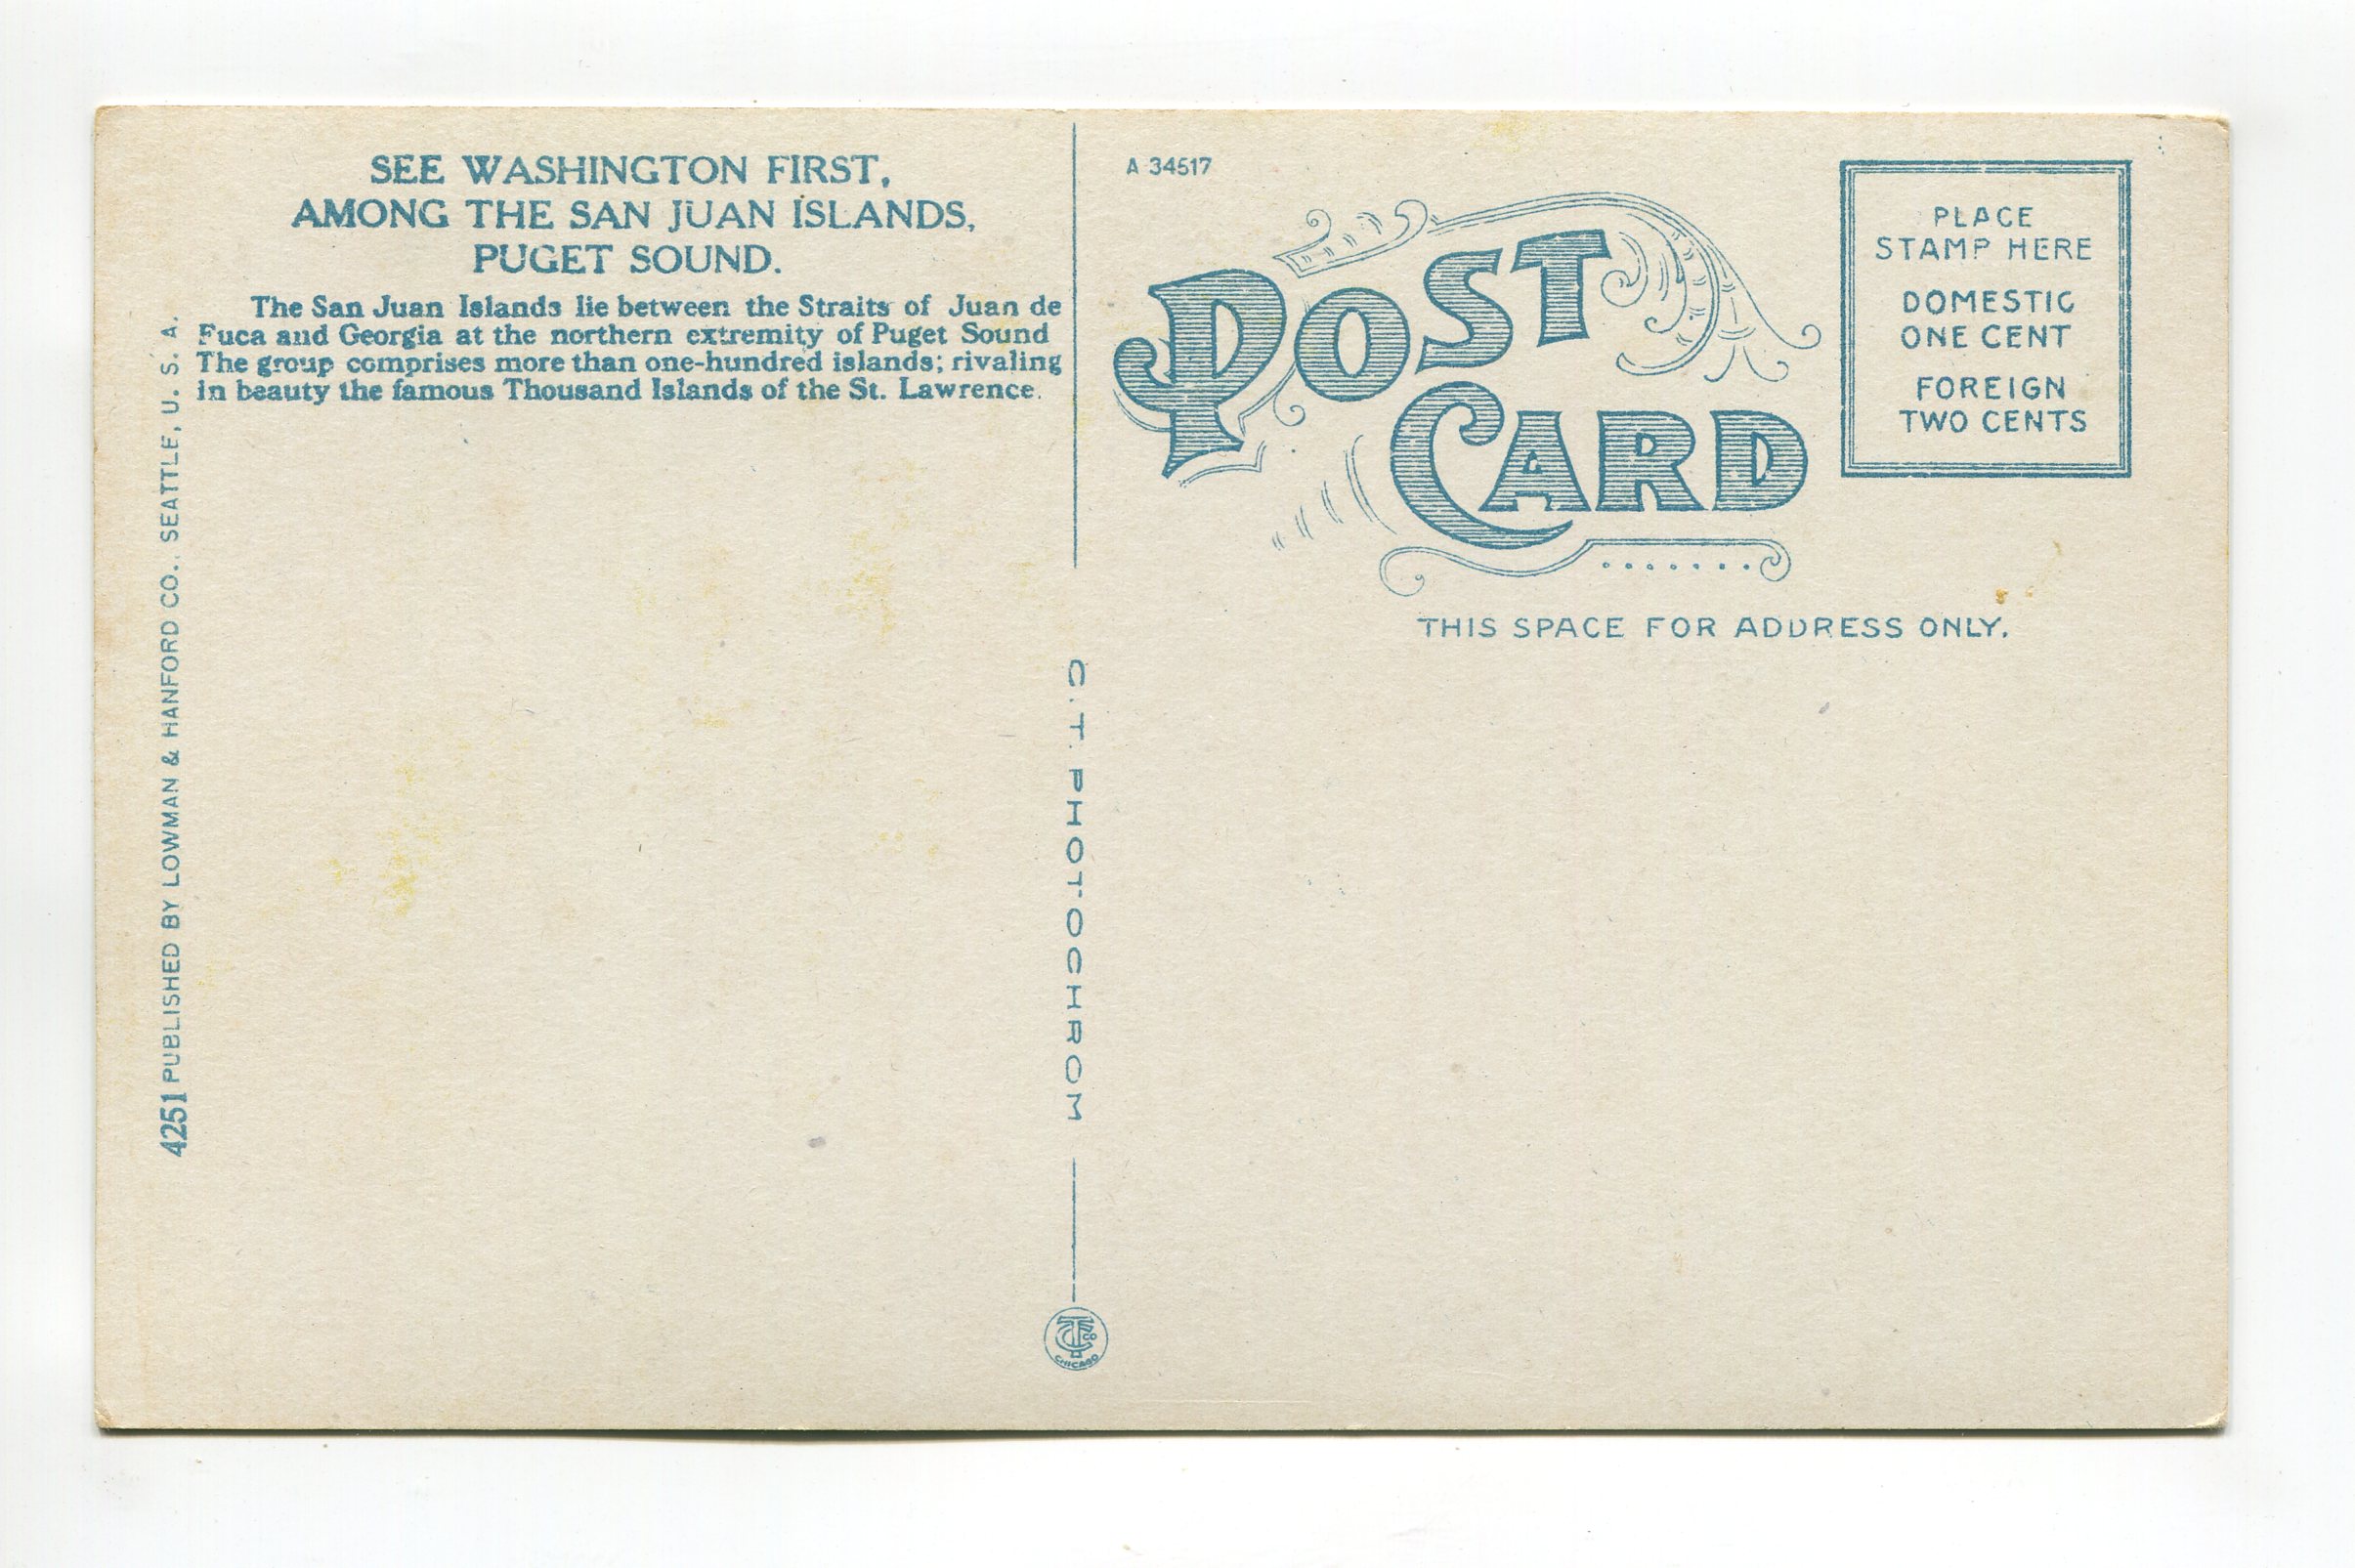 SEE WASHINGTON FIRST,
AMONG THE SAN JUAN ISLANDS,
PUGET SOUND.
The San Juan Islands lie between the Straits of Juan de
Fuca and Georgia at the northern extremity of Puget Sound
The group comprises more than one-hundred islands; rivaling
in beauty the famous Thousand Islands of the St. Lawrence.
4251 PUBLISHED BY LOWMAN & HANFORD CO., SEATTLE, U. S. A.
C. T. PHOTOCHROM
CT Co
CHICAGO
A 34517
POST
CARD
PLACE
STAMP HERE
DOMESTIC
ONE CENT
FOREIGN
TWO CENTS
THIS SPACE FOR ADDRESS ONLY.